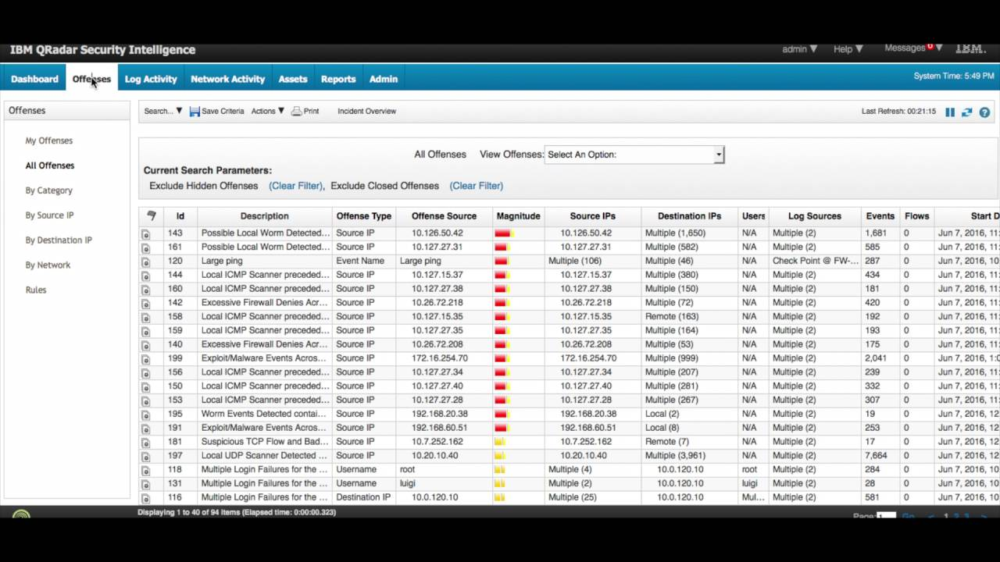 IBM QRadar Security Intelligence
admin ▼ Help ▼ Messages ▼ IBM.
Dashboard Offenses Log Activity Network Activity Assets Reports Admin System Time: 5:49 PM
Offenses
My Offenses
All Offenses
By Category
By Source IP
By Destination IP
By Network
Rules
Search... ▼ Save Criteria Actions ▼ Print Incident Overview Last Refresh: 00:21:15
All Offenses View Offenses: Select An Option:
Current Search Parameters:
Exclude Hidden Offenses (Clear Filter), Exclude Closed Offenses (Clear Filter)
Id Description Offense Type Offense Source Magnitude Source IPs Destination IPs Users Log Sources Events Flows Start D
143 Possible Local Worm Detected... Source IP 10.126.50.42 10.126.50.42 Multiple (1,650) N/A Multiple (2) 1,681 0 Jun 7, 2016, 11:
161 Possible Local Worm Detected... Source IP 10.127.27.31 10.127.27.31 Multiple (582) N/A Multiple (2) 585 0 Jun 7, 2016, 11:
120 Large ping Event Name Large ping Multiple (106) Multiple (46) N/A Check Point @ FW-... 287 0 Jun 7, 2016, 10
144 Local ICMP Scanner preceded... Source IP 10.127.15.37 10.127.15.37 Multiple (380) N/A Multiple (2) 434 0 Jun 7, 2016, 11:
160 Local ICMP Scanner preceded... Source IP 10.127.27.38 10.127.27.38 Multiple (150) N/A Multiple (2) 181 0 Jun 7, 2016, 11:
142 Excessive Firewall Denies Acr... Source IP 10.26.72.218 10.26.72.218 Multiple (72) N/A Multiple (2) 420 0 Jun 7, 2016, 11:
158 Local ICMP Scanner preceded... Source IP 10.127.15.35 10.127.15.35 Remote (163) N/A Multiple (2) 192 0 Jun 7, 2016, 11:
159 Local ICMP Scanner preceded... Source IP 10.127.27.35 10.127.27.35 Multiple (164) N/A Multiple (2) 193 0 Jun 7, 2016, 11:
140 Excessive Firewall Denies Acr... Source IP 10.26.72.208 10.26.72.208 Multiple (53) N/A Multiple (2) 175 0 Jun 7, 2016, 11:
199 Exploit/Malware Events Acros... Source IP 172.16.254.70 172.16.254.70 Multiple (999) N/A Multiple (2) 2,041 0 Jun 7, 2016, 1:0
156 Local ICMP Scanner preceded... Source IP 10.127.27.34 10.127.27.34 Multiple (207) N/A Multiple (2) 239 0 Jun 7, 2016, 11:
150 Local ICMP Scanner preceded... Source IP 10.127.27.40 10.127.27.40 Multiple (281) N/A Multiple (2) 332 0 Jun 7, 2016, 11:
153 Local ICMP Scanner preceded... Source IP 10.127.27.28 10.127.27.28 Multiple (267) N/A Multiple (2) 307 0 Jun 7, 2016, 11:
195 Worm Events Detected contai... Source IP 192.168.20.38 192.168.20.38 Local (2) N/A Multiple (2) 19 0 Jun 7, 2016, 12
191 Exploit/Malware Events Acros... Source IP 192.168.60.51 192.168.60.51 Local (8) N/A Multiple (2) 253 0 Jun 7, 2016, 12
181 Suspicious TCP Flow and Bad... Source IP 10.7.252.162 10.7.252.162 Remote (7) N/A Multiple (2) 17 0 Jun 7, 2016, 12
197 Local UDP Scanner Detected ... Source IP 10.20.10.40 10.20.10.40 Multiple (3,961) N/A Multiple (2) 7,664 0 Jun 7, 2016, 12
118 Multiple Login Failures for the ... Username root Multiple (4) 10.0.120.10 root Multiple (2) 284 0 Jun 7, 2016, 10
131 Multiple Login Failures for the ... Username luigi Multiple (2) 10.0.120.10 luigi Multiple (2) 28 0 Jun 7, 2016, 10
116 Multiple Login Failures for the ... Destination IP 10.0.120.10 Multiple (25) 10.0.120.10 Mul... Multiple (2) 581 0 Jun 7, 2016, 10
Displaying 1 to 40 of 94 items (Elapsed time: 0:00:00.323)
Page: 1 Go < 1 2 3 >